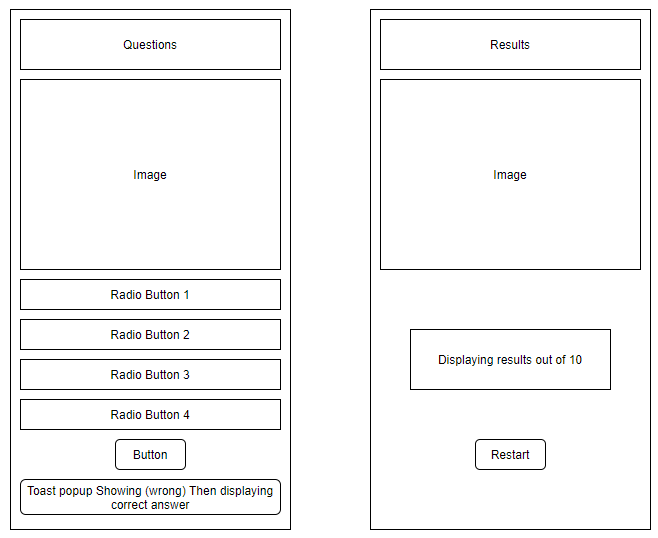 Questions
Image
Radio Button 1
Radio Button 2
Radio Button 3
Radio Button 4
Button
Toast popup Showing (wrong) Then displaying
correct answer
Results
Image
Displaying results out of 10
Restart